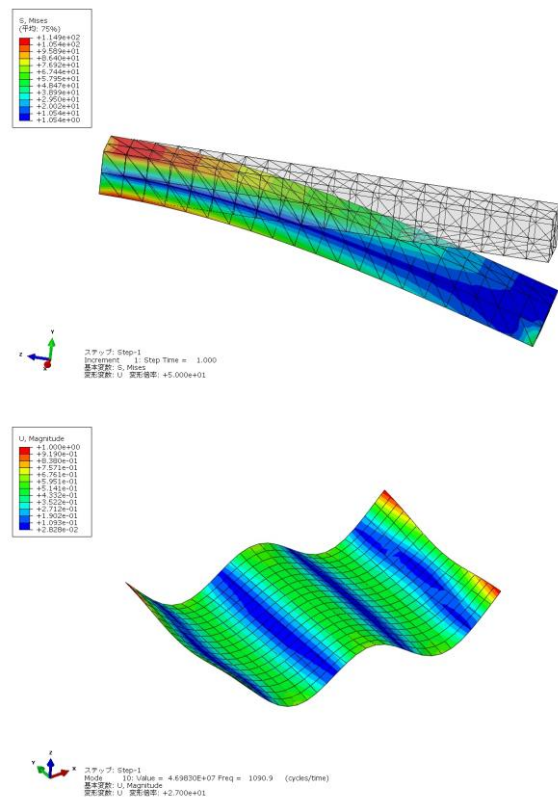 S, Mises
(平均: 75%)
+1.149e+02
+1.054e+02
+9.589e+01
+8.640e+01
+7.692e+01
+6.744e+01
+5.795e+01
+4.847e+01
+3.899e+01
+2.950e+01
+2.002e+01
+1.054e+01
+1.054e+00
Y
Z
X
ステップ: Step-1
Increment 1: Step Time = 1.000
基本変数: S, Mises
変形変数: U 変形倍率: +5.000e+01
U, Magnitude
+1.000e+00
+9.190e-01
+8.380e-01
+7.571e-01
+6.761e-01
+5.951e-01
+5.141e-01
+4.332e-01
+3.522e-01
+2.712e-01
+1.902e-01
+1.093e-01
+2.828e-02
Z
Y
X
ステップ: Step-1
Mode 10: Value = 4.69830E+07 Freq = 1090.9 (cycles/time)
基本変数: U, Magnitude
変形変数: U 変形倍率: +2.700e+01